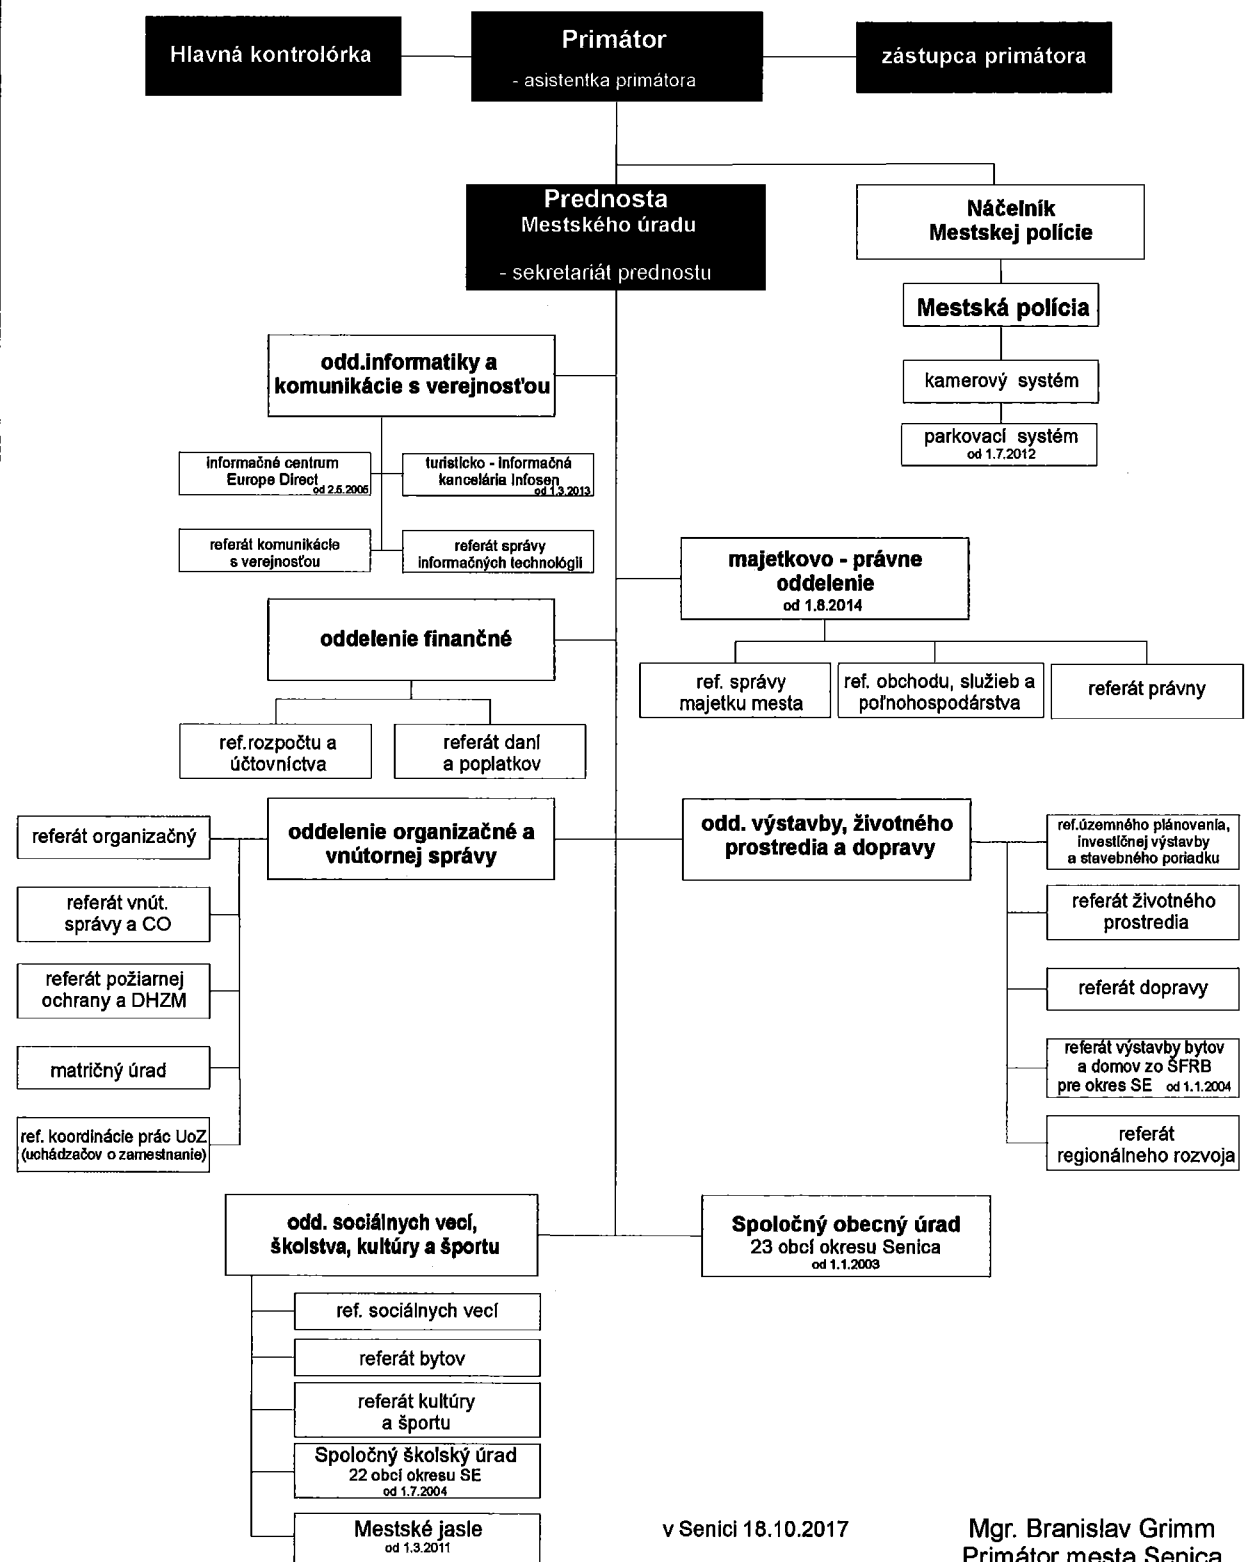 Hlavná kontrolórka
Primátor
- asistentka primátora
zástupca primátora
Prednosta
Mestského úradu
- sekretariát prednostu
Náčelník
Mestskej polície
Mestská polícia
kamerový systém
parkovací systém
od 1.7.2012
odd.informatiky a
komunikácie s verejnosťou
informačné centrum
Europe Direct
od 2.5.2005
turisticko - informačná
kancelária Infosen
od 1.3.2013
referát komunikácie
s verejnosťou
referát správy
informačných technológií
majetkovo - právne
oddelenie
od 1.8.2014
oddelenie finančné
ref. správy
majetku mesta
ref. obchodu, služieb a
poľnohospodárstva
referát právny
ref.rozpočtu a
účtovníctva
referát daní
a poplatkov
referát organizačný
oddelenie organizačné a
vnútornej správy
odd. výstavby, životného
prostredia a dopravy
ref.územného plánovania,
investičnej výstavby
a stavebného poriadku
referát vnút.
správy a CO
referát životného
prostredia
referát požiarnej
ochrany a DHZM
referát dopravy
matričný úrad
referát výstavby bytov
a domov zo ŠFRB
pre okres SE od 1.1.2004
ref. koordinácie prác UoZ
(uchádzačov o zamestnanie)
referát
regionálneho rozvoja
odd. sociálnych vecí,
školstva, kultúry a športu
Spoločný obecný úrad
23 obcí okresu Senica
od 1.1.2003
ref. sociálnych vecí
referát bytov
referát kultúry
a športu
Spoločný školský úrad
22 obcí okresu SE
od 1.7.2004
Mestské jasle
od 1.3.2011
v Senici 18.10.2017
Mgr. Branislav Grimm
Primátor mesta Senica